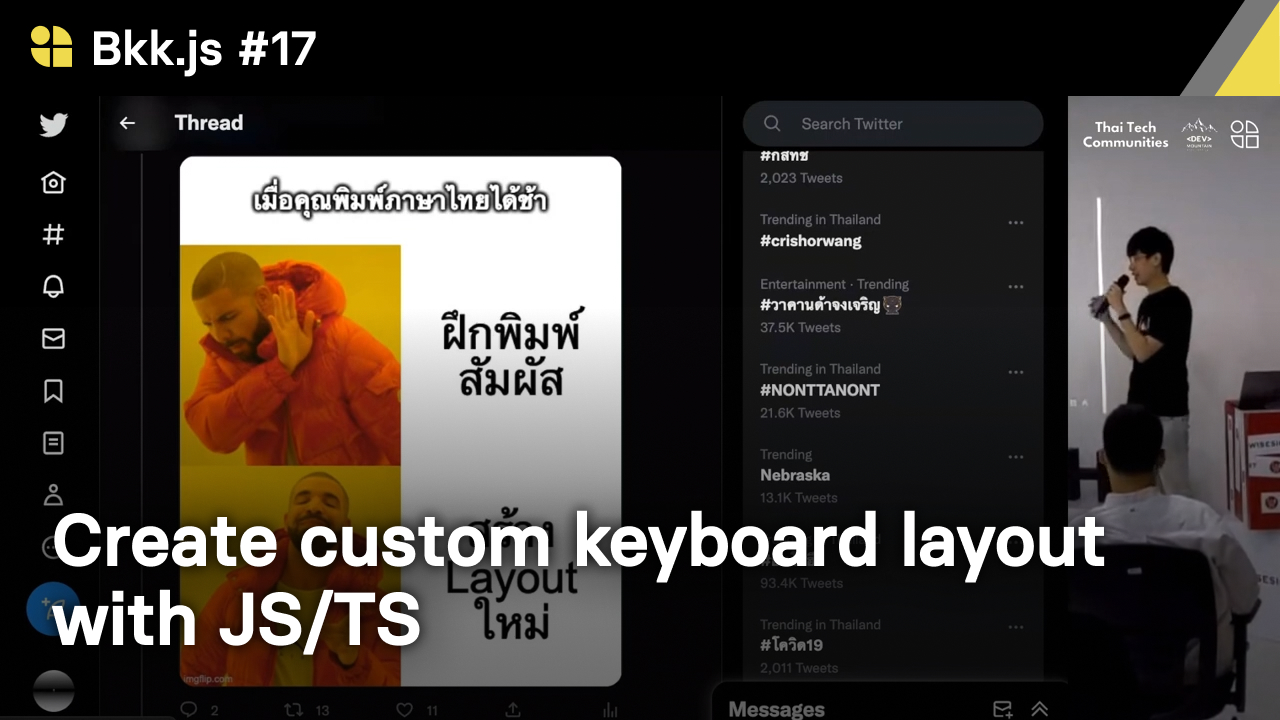 Bkk.js #17
Thread
Search Twitter
Thai Tech
Communities
<DEV>
MOUNTAIN
เมื่อคุณพิมพ์ภาษาไทยได้ช้า
ฝึกพิมพ์
สัมผัส
สร้าง
Layout
ใหม่
imgflip.com
2
13
11
#กสทช
2,023 Tweets
Trending in Thailand
#crishorwang
Entertainment · Trending
#วาคานด้าจงเจริญ
37.5K Tweets
Trending in Thailand
#NONTTANONT
21.6K Tweets
Trending
Nebraska
13.1K Tweets
93.4K Tweets
Trending in Thailand
#โควิด19
2,011 Tweets
Messages
Create custom keyboard layout
with JS/TS